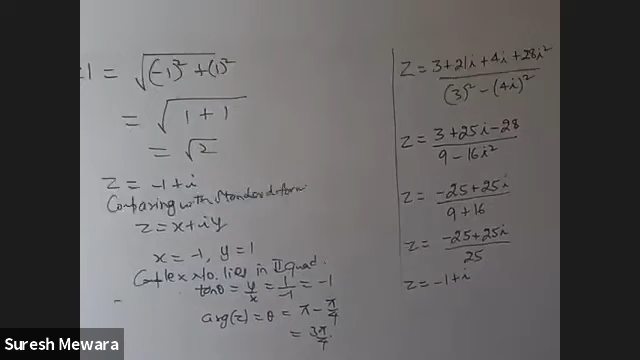 =1 = √(-1)² + (1)²
= √1 + 1
= √2
z = -1+i
Comparing with standard form
z = x+iy
x = -1, y = 1
Complex No. lies in II quad.
tanθ = y/x = 1/-1 = -1
arg(z) = θ = π - π/4
= 3π/4
z = 3+21i+4i+28i² / (3)² - (4i)²
z = 3+25i-28 / 9-16i²
z = -25+25i / 9+16
z = -25+25i / 25
z = -1+i
Suresh Mewara